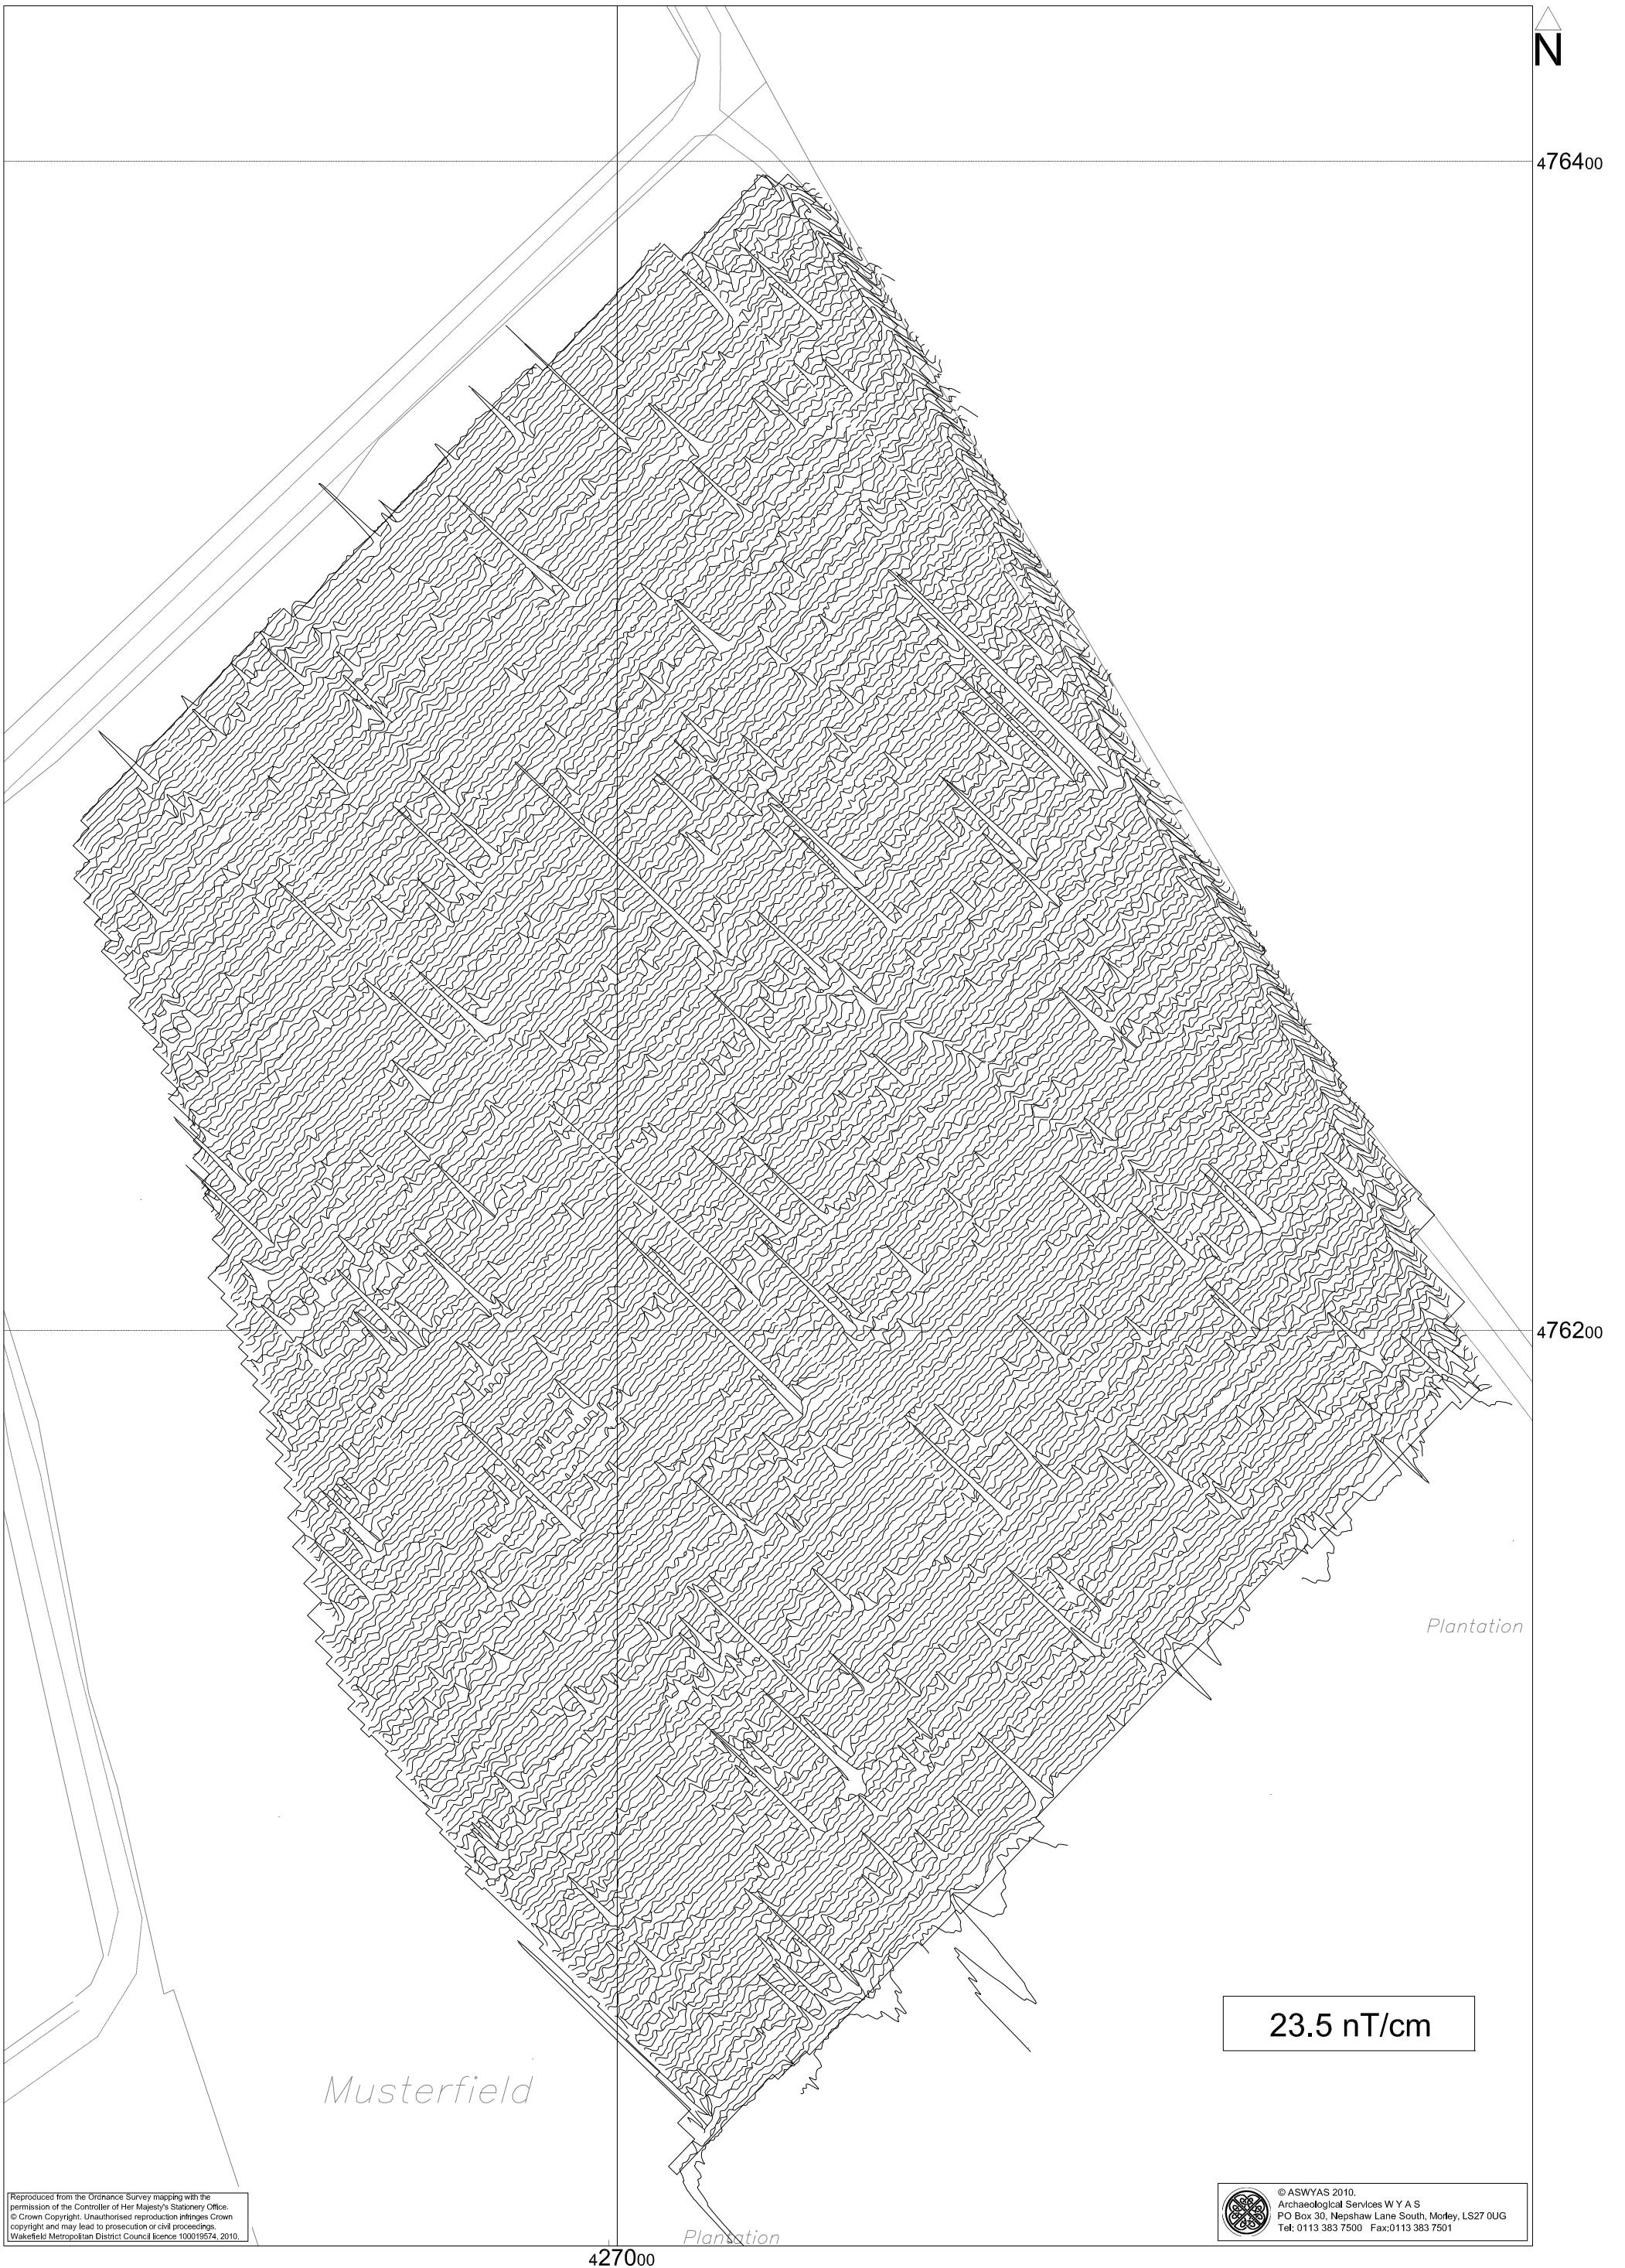 N
476400
476200
Plantation
23.5 nT/cm
Musterfield
Reproduced from the Ordnance Survey mapping with the
permission of the Controller of Her Majesty's Stationery Office.
© Crown Copyright. Unauthorised reproduction infringes Crown
copyright and may lead to prosecution or civil proceedings.
Wakefield Metropolitan District Council licence 100019574, 2010.
© ASWYAS 2010.
Archaeological Services W Y A S
PO Box 30, Nepshaw Lane South, Morley, LS27 0UG
Tel: 0113 383 7500 Fax:0113 383 7501
Plantation
427000